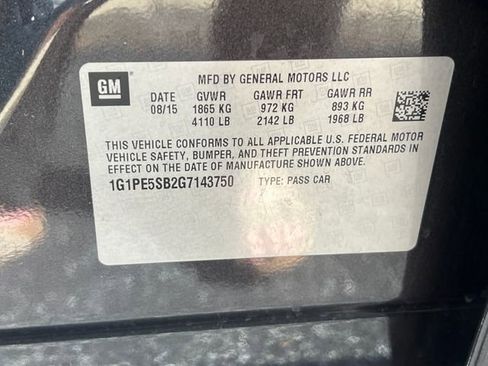 GM
MFD BY GENERAL MOTORS LLC
DATE GVWR GAWR FRT GAWR RR
08/15 1865 KG 972 KG 893 KG
4110 LB 2142 LB 1968 LB
THIS VEHICLE CONFORMS TO ALL APPLICABLE U.S. FEDERAL MOTOR
VEHICLE SAFETY, BUMPER, AND THEFT PREVENTION STANDARDS IN
EFFECT ON THE DATE OF MANUFACTURE SHOWN ABOVE.
1G1PE5SB2G7143750 TYPE: PASS CAR